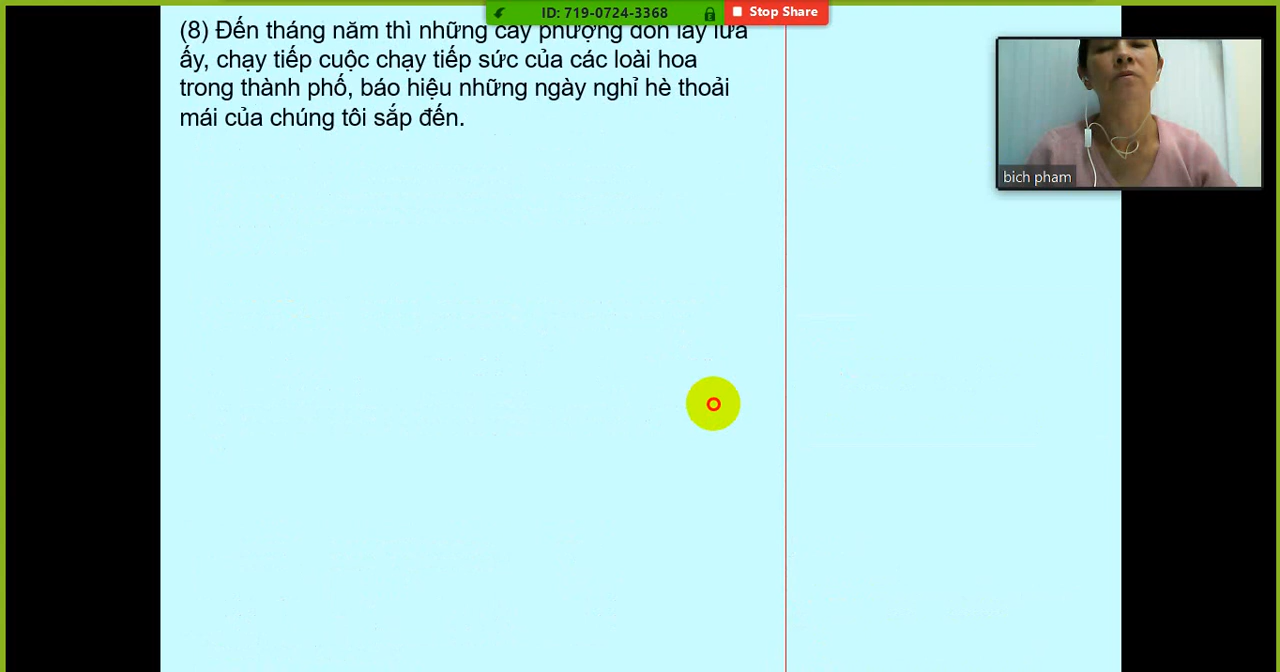 ID: 719-0724-3368
Stop Share
(8) Đến tháng năm thì những cây phượng đón lấy lửa
ấy, chạy tiếp cuộc chạy tiếp sức của các loài hoa
trong thành phố, báo hiệu những ngày nghỉ hè thoải
mái của chúng tôi sắp đến.
bich pham